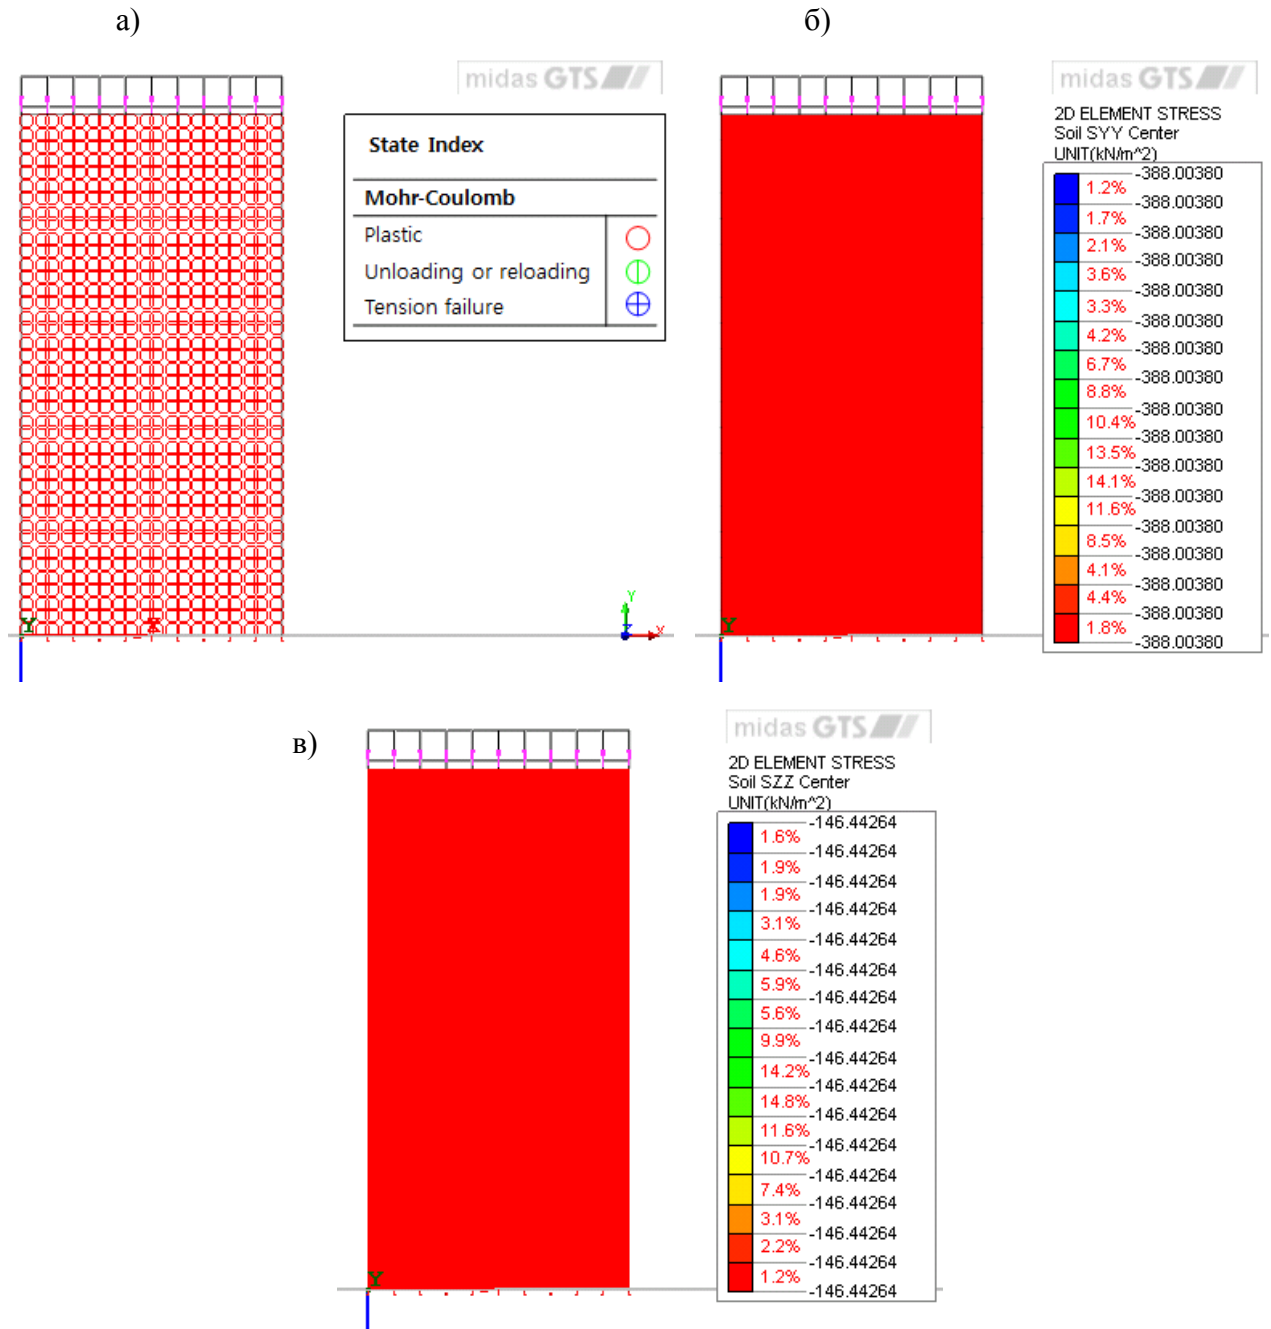 а)
б)
midas GTS
State Index
Mohr-Coulomb
Plastic
Unloading or reloading
Tension failure
Y
X
Y
Z
X
midas GTS
2D ELEMENT STRESS
Soil SYY Center
UNIT(kN/m^2)
-388.00380
1.2%
-388.00380
1.7%
-388.00380
2.1%
-388.00380
3.6%
-388.00380
3.3%
-388.00380
4.2%
-388.00380
6.7%
-388.00380
8.8%
-388.00380
10.4%
-388.00380
13.5%
-388.00380
14.1%
-388.00380
11.6%
-388.00380
8.5%
-388.00380
4.1%
-388.00380
4.4%
-388.00380
1.8%
-388.00380
Y
в)
midas GTS
2D ELEMENT STRESS
Soil SZZ Center
UNIT(kN/m^2)
-146.44264
1.6%
-146.44264
1.9%
-146.44264
1.9%
-146.44264
3.1%
-146.44264
4.6%
-146.44264
5.9%
-146.44264
5.6%
-146.44264
9.9%
-146.44264
14.2%
-146.44264
14.8%
-146.44264
11.6%
-146.44264
10.7%
-146.44264
7.4%
-146.44264
3.1%
-146.44264
2.2%
-146.44264
1.2%
-146.44264
Y